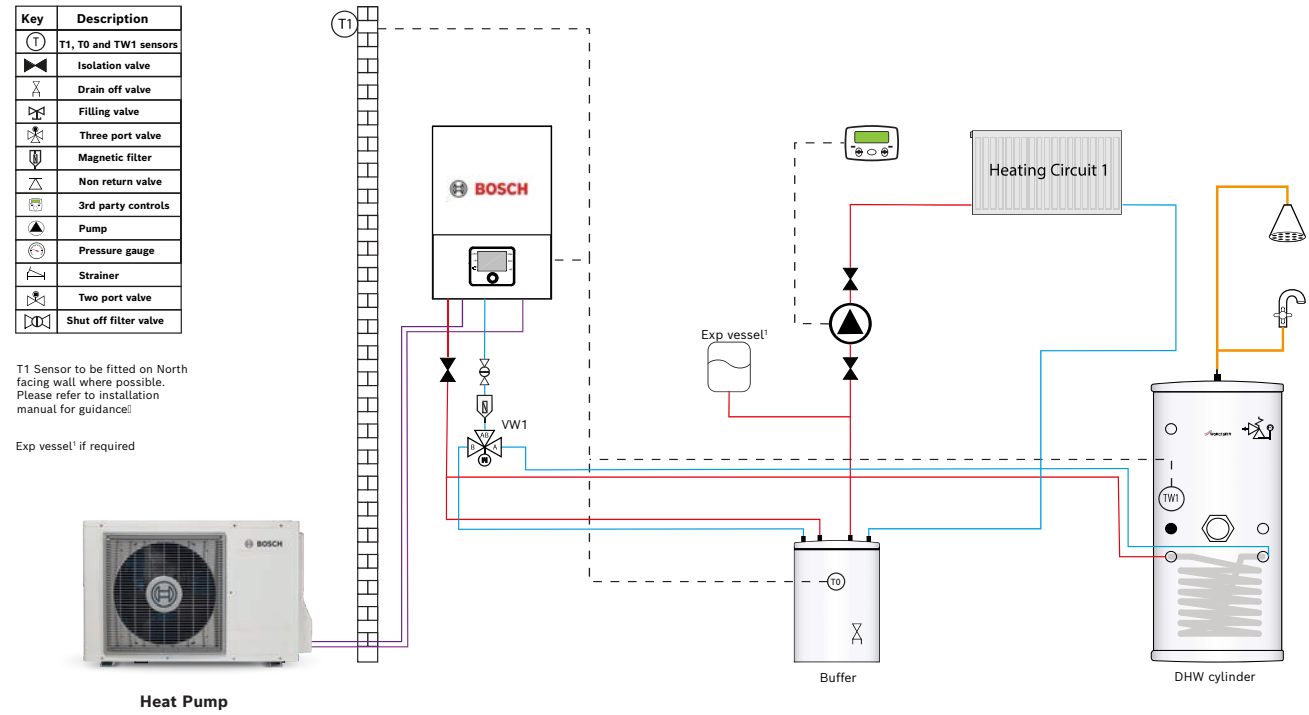 Key Description
T T1, T0 and TW1 sensors
Isolation valve
Drain off valve
Filling valve
Three port valve
Magnetic filter
Non return valve
3rd party controls
Pump
Pressure gauge
Strainer
Two port valve
Shut off filter valve
T1 Sensor to be fitted on North
facing wall where possible.
Please refer to installation
manual for guidance
Exp vessel¹ if required
T1
BOSCH
VW1
AB
B A
M
Exp vessel¹
Heating Circuit 1
WORCESTER
TW1
T0
Buffer
DHW cylinder
BOSCH
Heat Pump